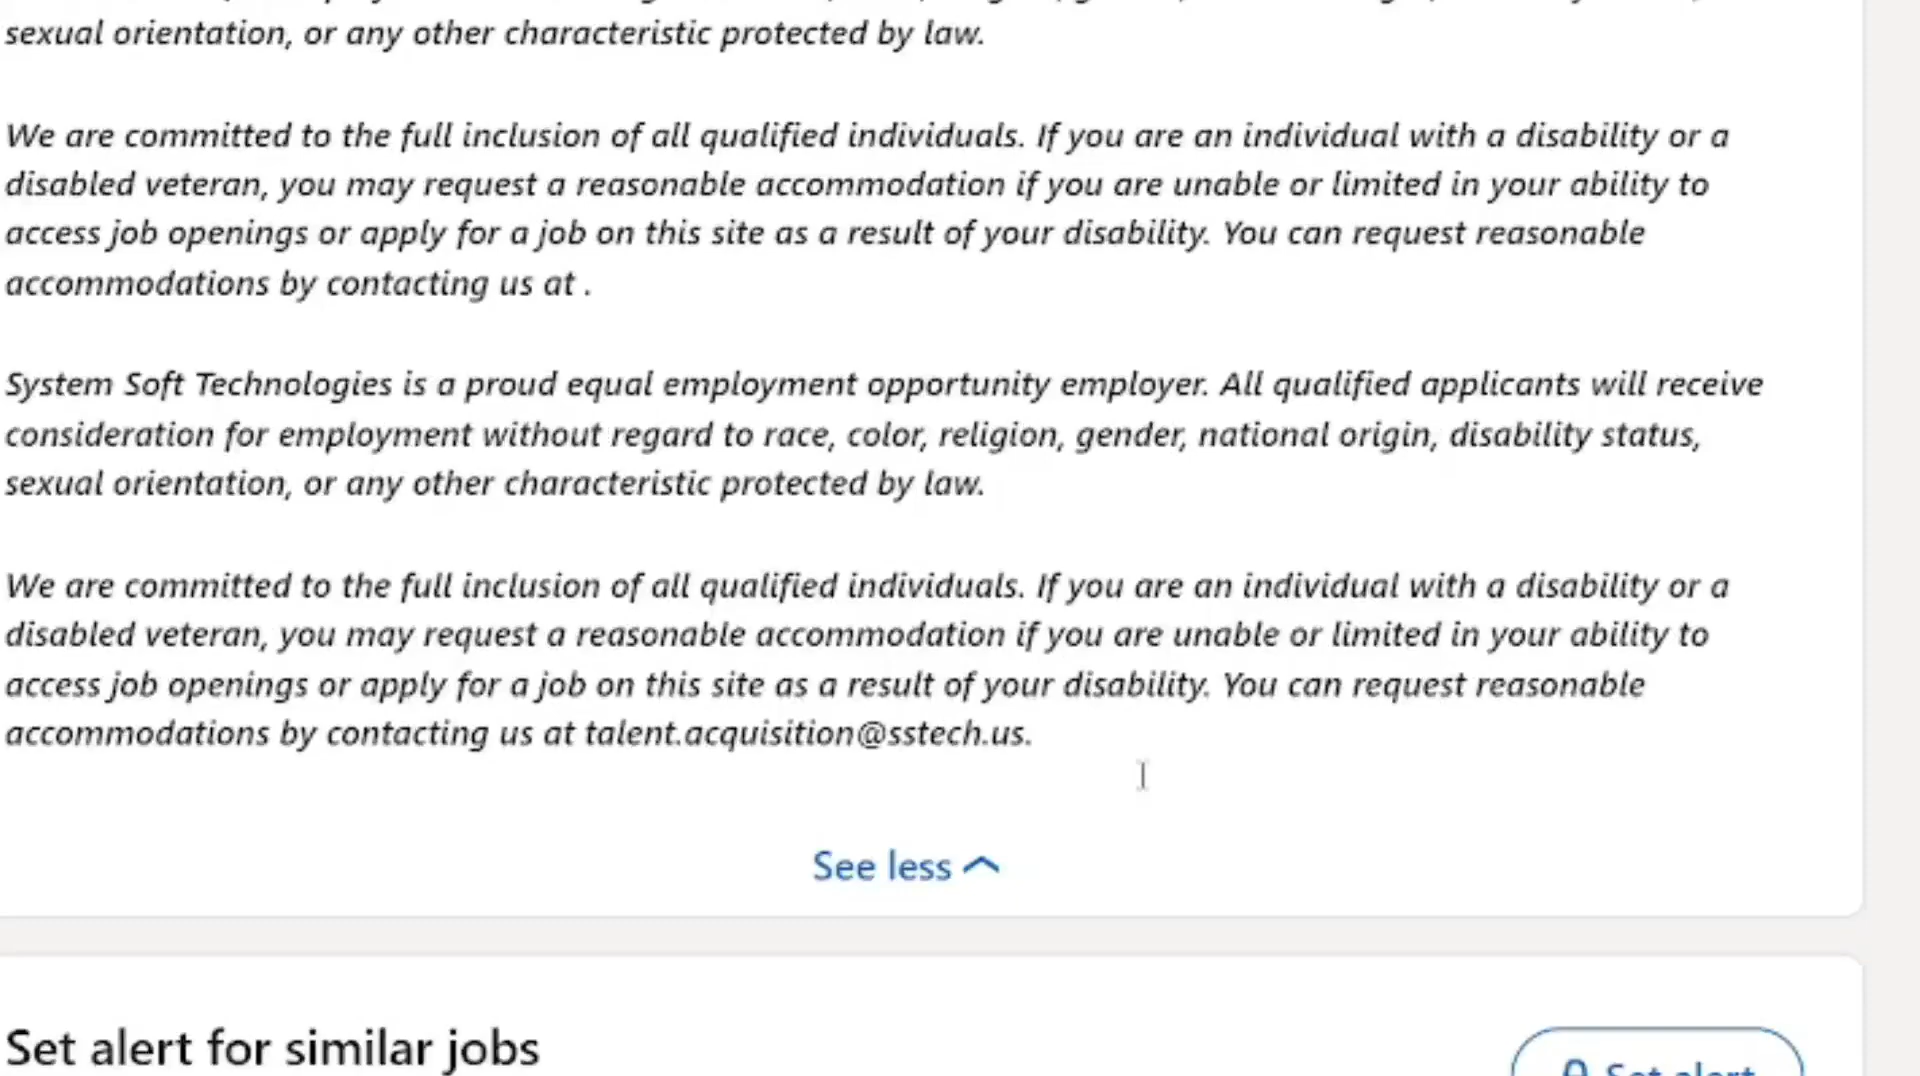 sexual orientation, or any other characteristic protected by law.
We are committed to the full inclusion of all qualified individuals. If you are an individual with a disability or a
disabled veteran, you may request a reasonable accommodation if you are unable or limited in your ability to
access job openings or apply for a job on this site as a result of your disability. You can request reasonable
accommodations by contacting us at .
System Soft Technologies is a proud equal employment opportunity employer. All qualified applicants will receive
consideration for employment without regard to race, color, religion, gender, national origin, disability status,
sexual orientation, or any other characteristic protected by law.
We are committed to the full inclusion of all qualified individuals. If you are an individual with a disability or a
disabled veteran, you may request a reasonable accommodation if you are unable or limited in your ability to
access job openings or apply for a job on this site as a result of your disability. You can request reasonable
accommodations by contacting us at talent.acquisition@sstech.us.
See less
Set alert for similar jobs
Set alert